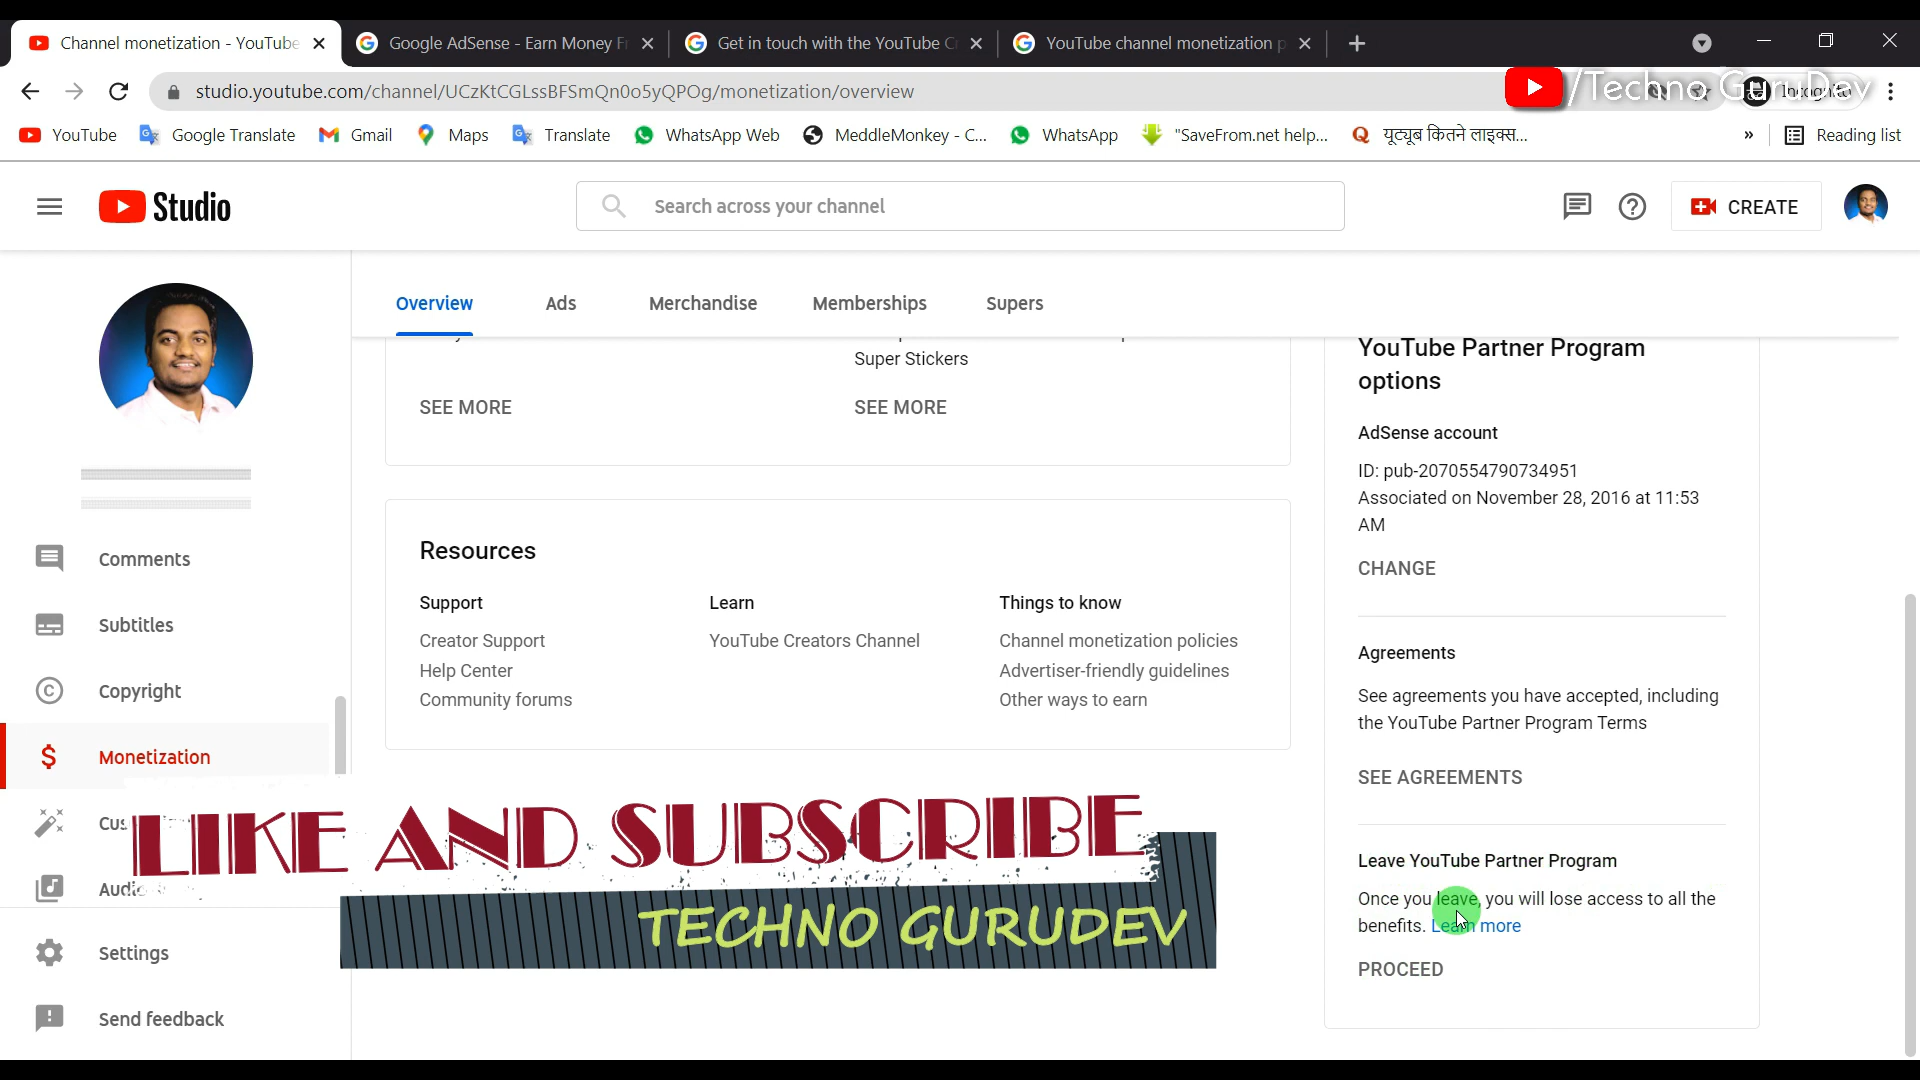 Channel monetization - YouTube
Google AdSense - Earn Money F
Get in touch with the YouTube C
YouTube channel monetization p
studio.youtube.com/channel/UCzKtCGLssBFSmQn0o5yQPOg/monetization/overview
/Techno GuruDev
Incognito
YouTube
Google Translate
Gmail
Maps
Translate
WhatsApp Web
MeddleMonkey - C...
WhatsApp
"SaveFrom.net help...
यूट्यूब कितने लाइक्स...
»
Reading list
Studio
Search across your channel
CREATE
Overview
Ads
Merchandise
Memberships
Supers
Super Stickers
SEE MORE
SEE MORE
Comments
Subtitles
Copyright
Monetization
Settings
Send feedback
Resources
Support
Creator Support
Help Center
Community forums
Learn
YouTube Creators Channel
Things to know
Channel monetization policies
Advertiser-friendly guidelines
Other ways to earn
YouTube Partner Program
options
AdSense account
ID: pub-2070554790734951
Associated on November 28, 2016 at 11:53
AM
CHANGE
Agreements
See agreements you have accepted, including
the YouTube Partner Program Terms
SEE AGREEMENTS
Leave YouTube Partner Program
Once you leave, you will lose access to all the
benefits. Learn more
PROCEED
LIKE AND SUBSCRIBE
TECHNO GURUDEV